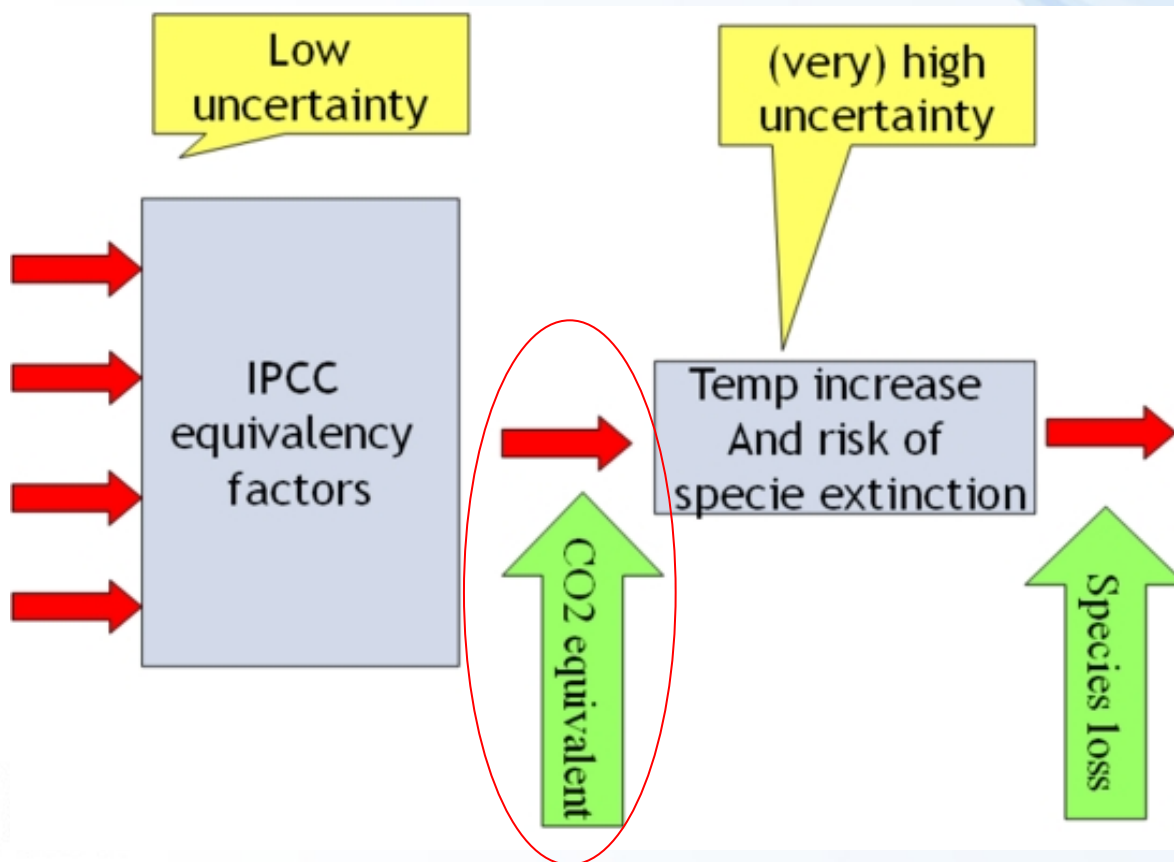 Low
uncertainty
(very) high
uncertainty
IPCC
equivalency
factors
Temp increase
And risk of
specie extinction
CO2 equivalent
Species loss